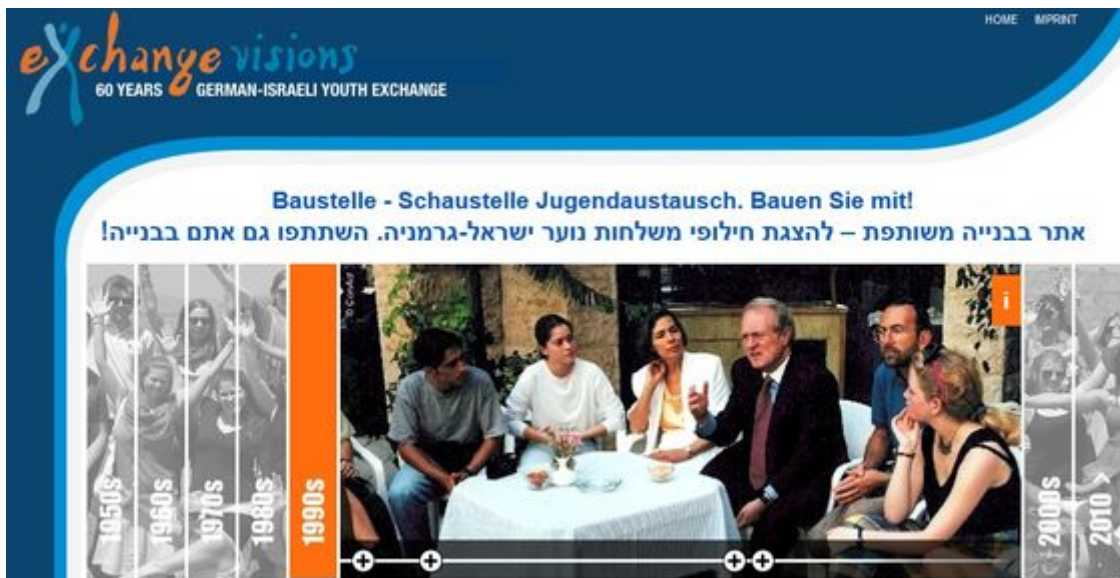 HOME IMPRINT
exchange visions
60 YEARS GERMAN-ISRAELI YOUTH EXCHANGE
Baustelle - Schaustelle Jugendaustausch. Bauen Sie mit!
אתר בבנייה משותפת – להצגת חילופי משלחות נוער ישראל-גרמניה. השתתפו גם אתם בבנייה!
© ConAct
i
1950s
1960s
1970s
1980s
1990s
2000s
2010 >